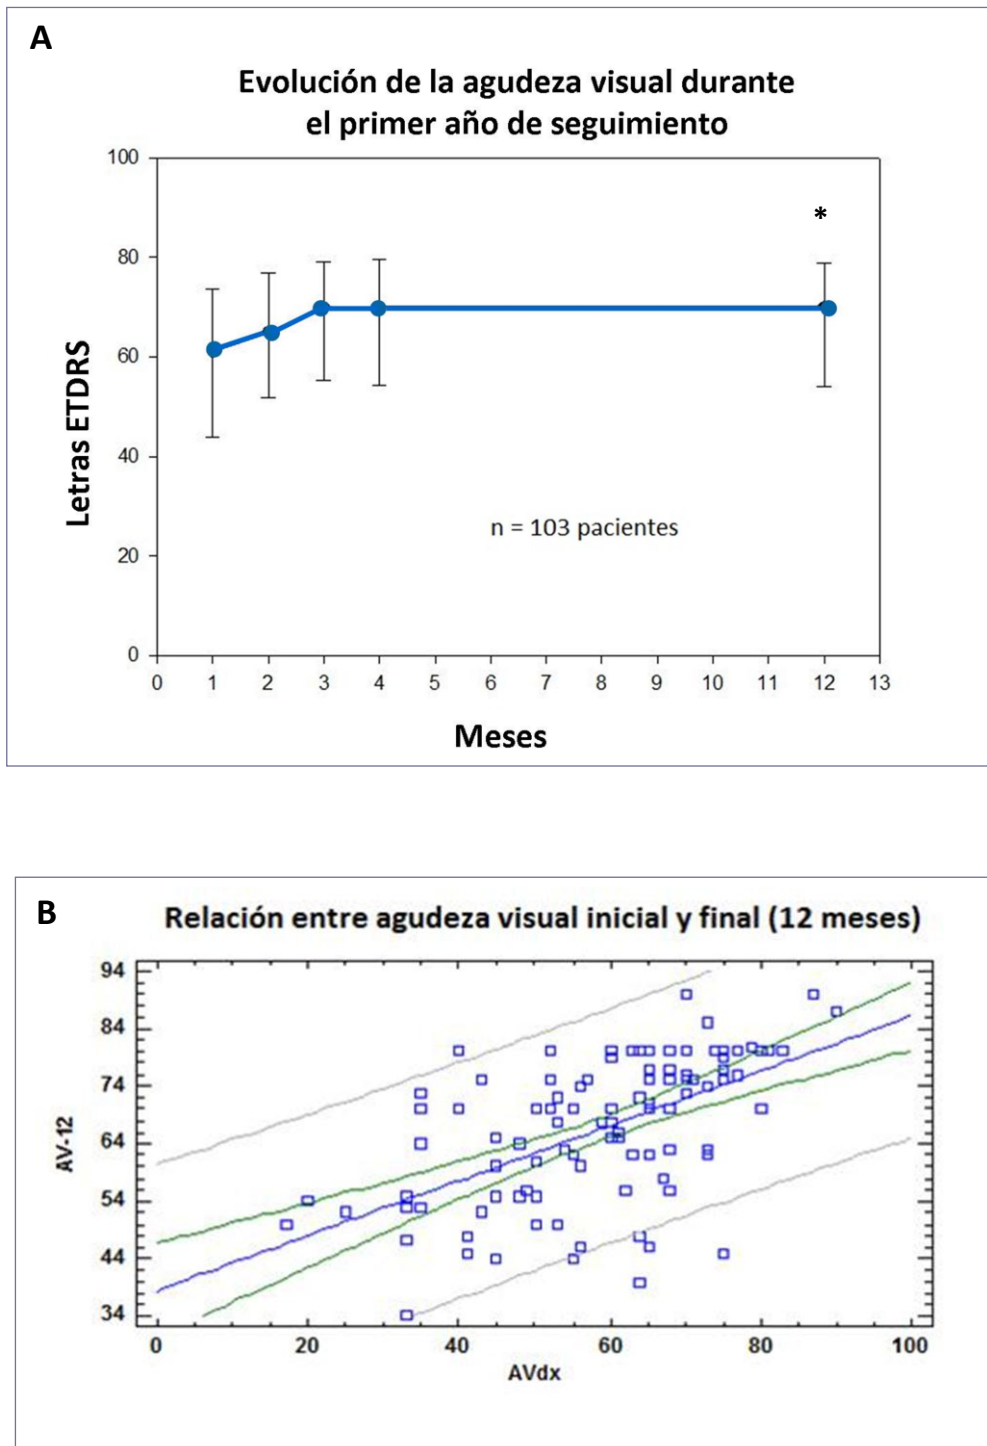 A
Evolución de la agudeza visual durante
el primer año de seguimiento
100
80
60
40
20
0
Letras ETDRS
*
n = 103 pacientes
0 1 2 3 4 5 6 7 8 9 10 11 12 13
Meses
B
Relación entre agudeza visual inicial y final (12 meses)
94
84
74
64
54
44
34
AV-12
0 20 40 60 80 100
AVdx